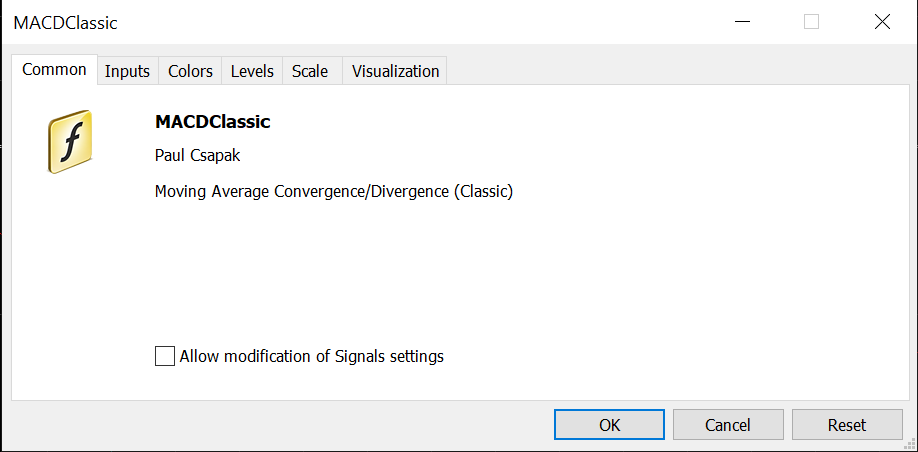 MACDClassic
Common Inputs Colors Levels Scale Visualization
f
MACDClassic
Paul Csapak
Moving Average Convergence/Divergence (Classic)
Allow modification of Signals settings
OK Cancel Reset